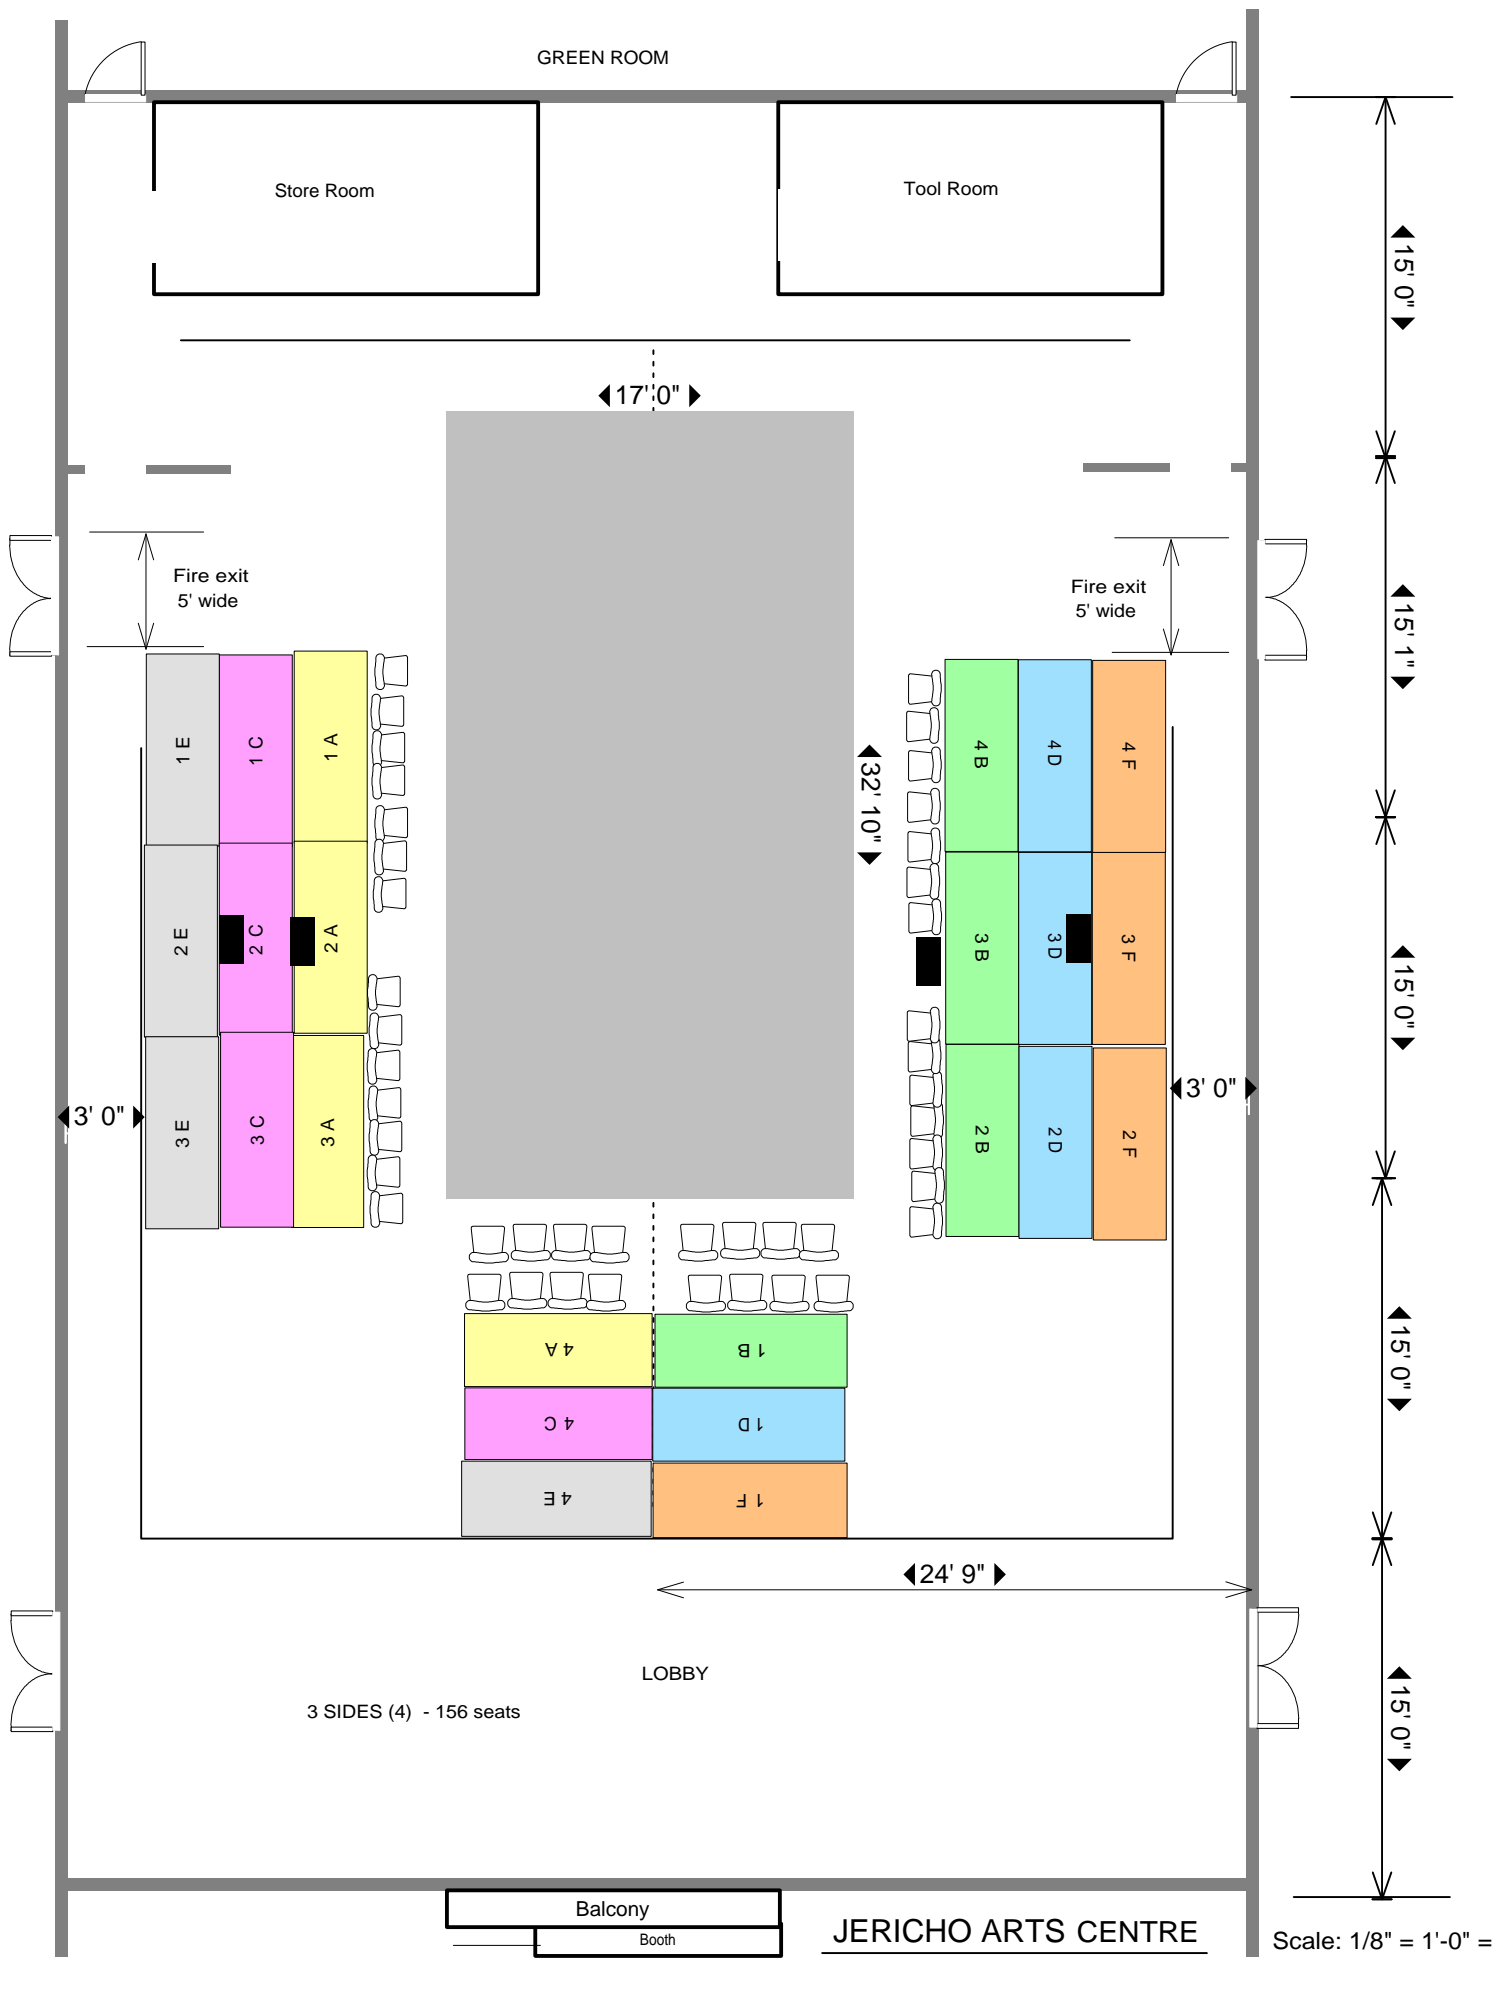 GREEN ROOM
Store Room
Tool Room
15' 0"
17' 0"
Fire exit
5' wide
Fire exit
5' wide
15' 1"
1 E
1 C
1 A
4 B
4 D
4 F
32' 10"
2 E
2 C
2 A
3 B
3 D
3 F
15' 0"
3' 0"
3 E
3 C
3 A
2 B
2 D
2 F
3' 0"
4 A
1 B
15' 0"
4 C
1 D
4 E
1 F
24' 9"
LOBBY
3 SIDES (4) - 156 seats
15' 0"
Balcony
Booth
JERICHO ARTS CENTRE
Scale: 1/8" = 1'-0" =